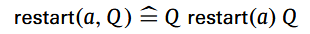 restart(a, Q) ≙ Q restart(a) Q